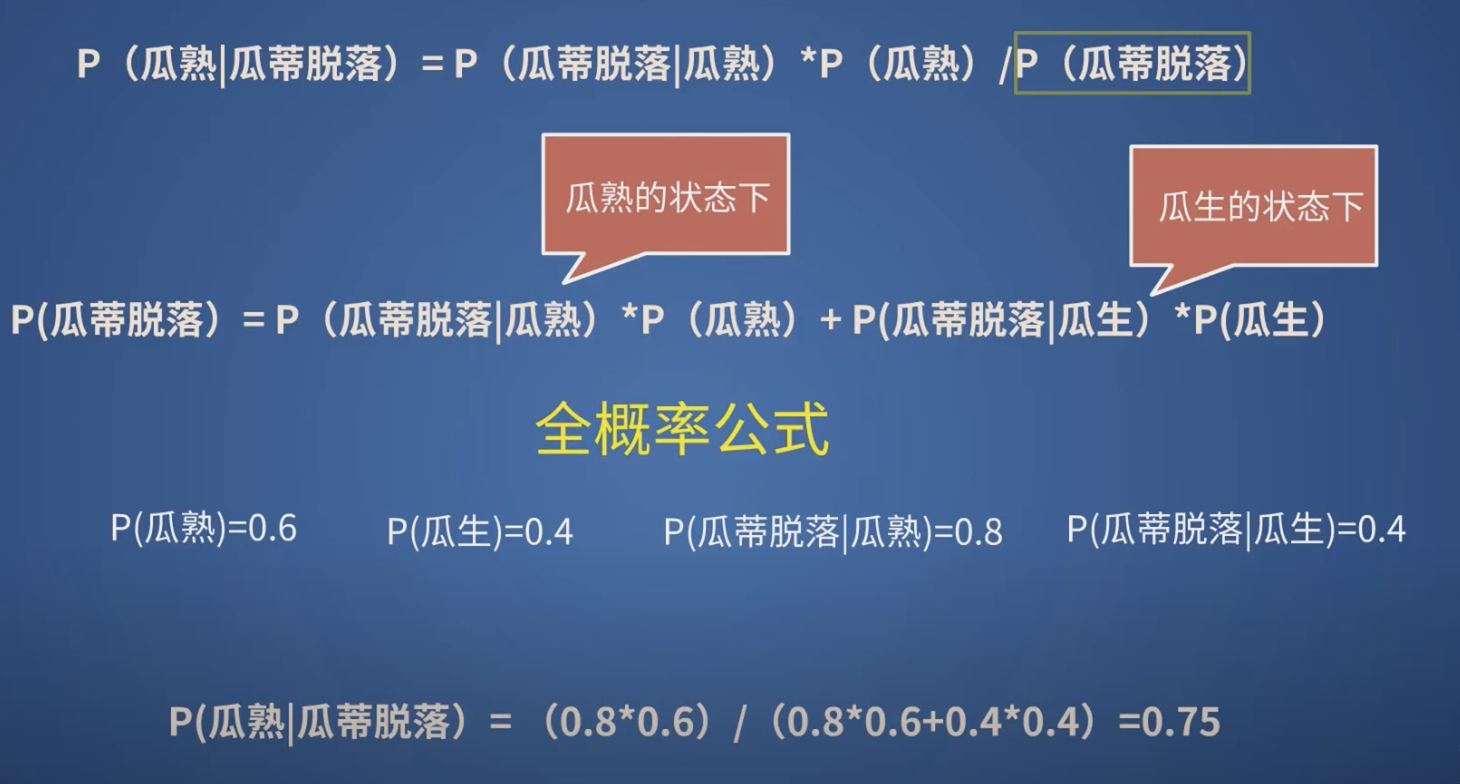 P（瓜熟|瓜蒂脱落）= P（瓜蒂脱落|瓜熟）*P（瓜熟）/P（瓜蒂脱落）
瓜熟的状态下
瓜生的状态下
P(瓜蒂脱落）= P（瓜蒂脱落|瓜熟）*P（瓜熟）+ P(瓜蒂脱落|瓜生）*P(瓜生）
全概率公式
P(瓜熟)=0.6
P(瓜生)=0.4
P(瓜蒂脱落|瓜熟)=0.8
P(瓜蒂脱落|瓜生)=0.4
P(瓜熟|瓜蒂脱落）=（0.8*0.6）/（0.8*0.6+0.4*0.4）=0.75